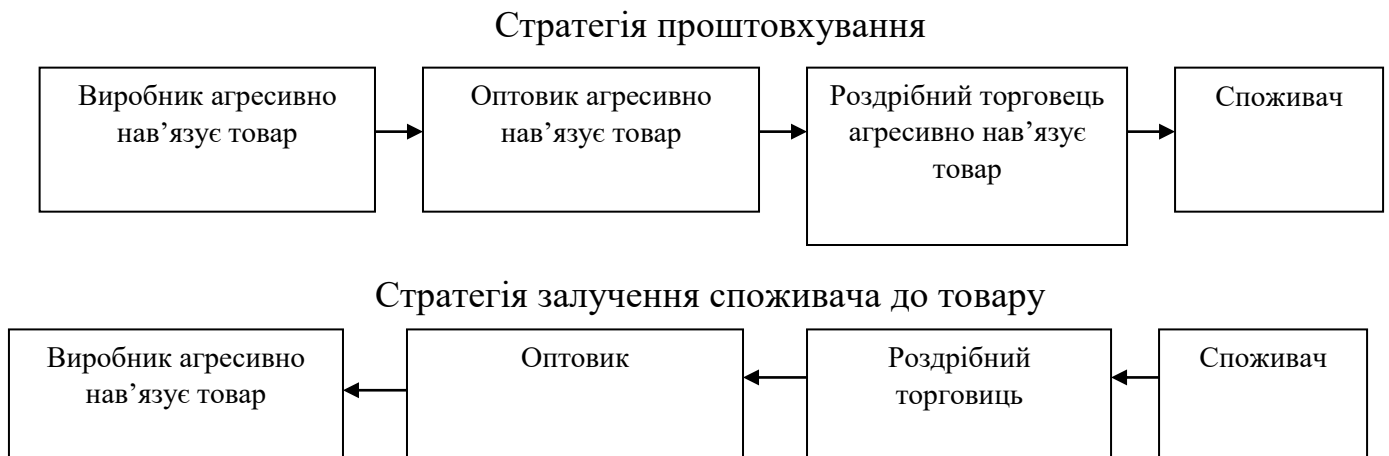 Стратегія проштовхування
Виробник агресивно
нав’язує товар
Оптовик агресивно
нав’язує товар
Роздрібний торговець
агресивно нав’язує
товар
Споживач
Стратегія залучення споживача до товару
Виробник агресивно
нав’язує товар
Оптовик
Роздрібний
торговиць
Споживач